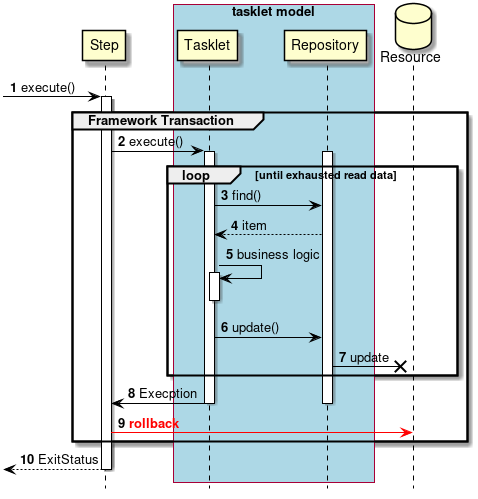 tasklet model
Step
Tasklet
Repository
Resource
1 execute()
Framework Transaction
2 execute()
loop
[until exhausted read data]
3 find()
4 item
5 business logic
6 update()
7 update
8 Execption
9 rollback
10 ExitStatus